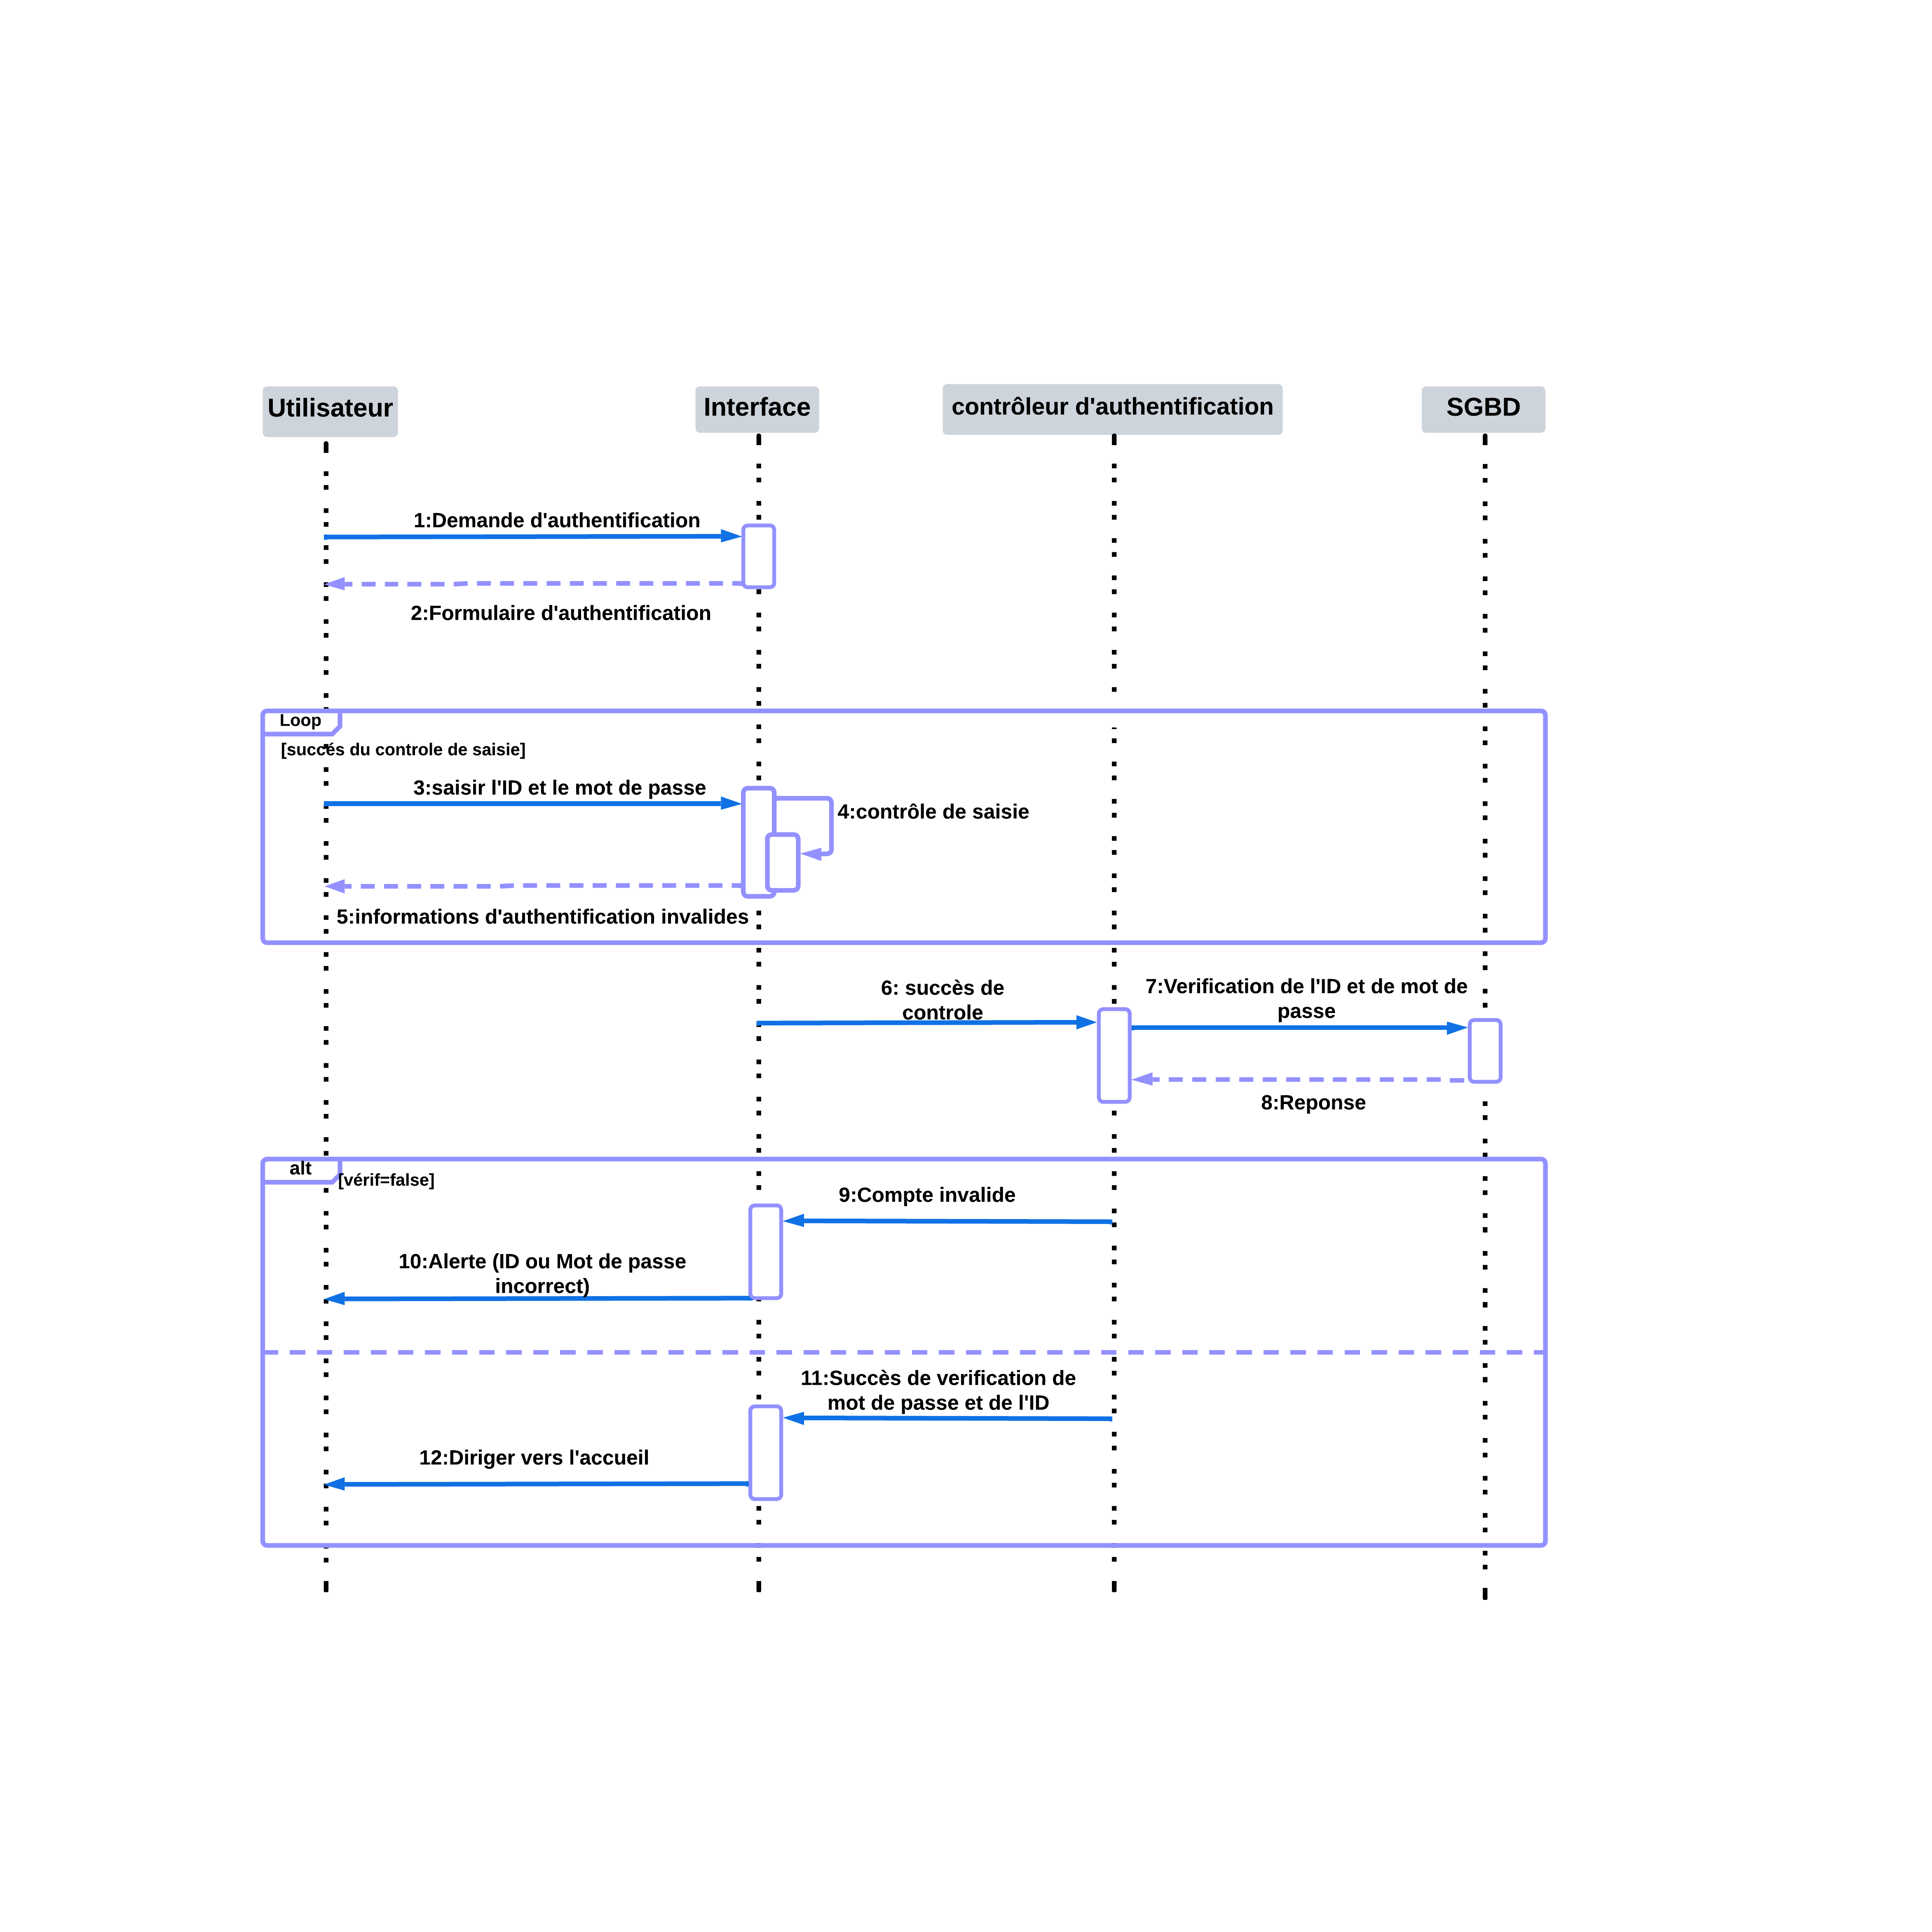 Utilisateur
Interface
contrôleur d'authentification
SGBD
1:Demande d'authentification
2:Formulaire d'authentification
Loop
[succés du controle de saisie]
3:saisir l'ID et le mot de passe
4:contrôle de saisie
5:informations d'authentification invalides
6: succès de
controle
7:Verification de l'ID et de mot de
passe
8:Reponse
alt
[vérif=false]
9:Compte invalide
10:Alerte (ID ou Mot de passe
incorrect)
11:Succès de verification de
mot de passe et de l'ID
12:Diriger vers l'accueil